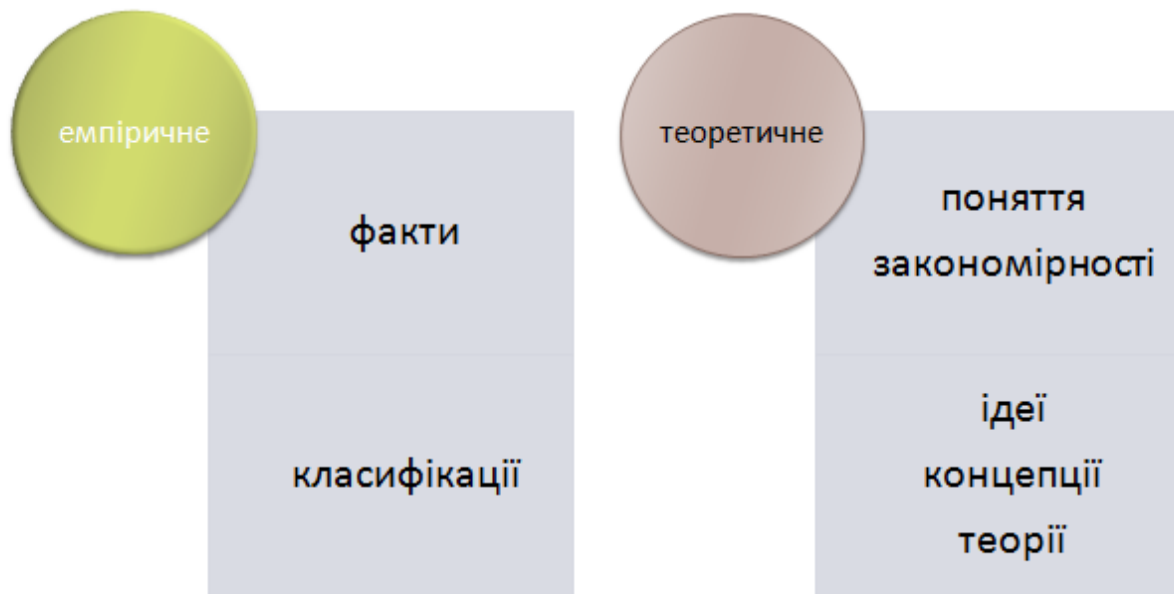 емпіричне
факти
класифікації
теоретичне
поняття
закономірності
ідеї
концепції
теорії